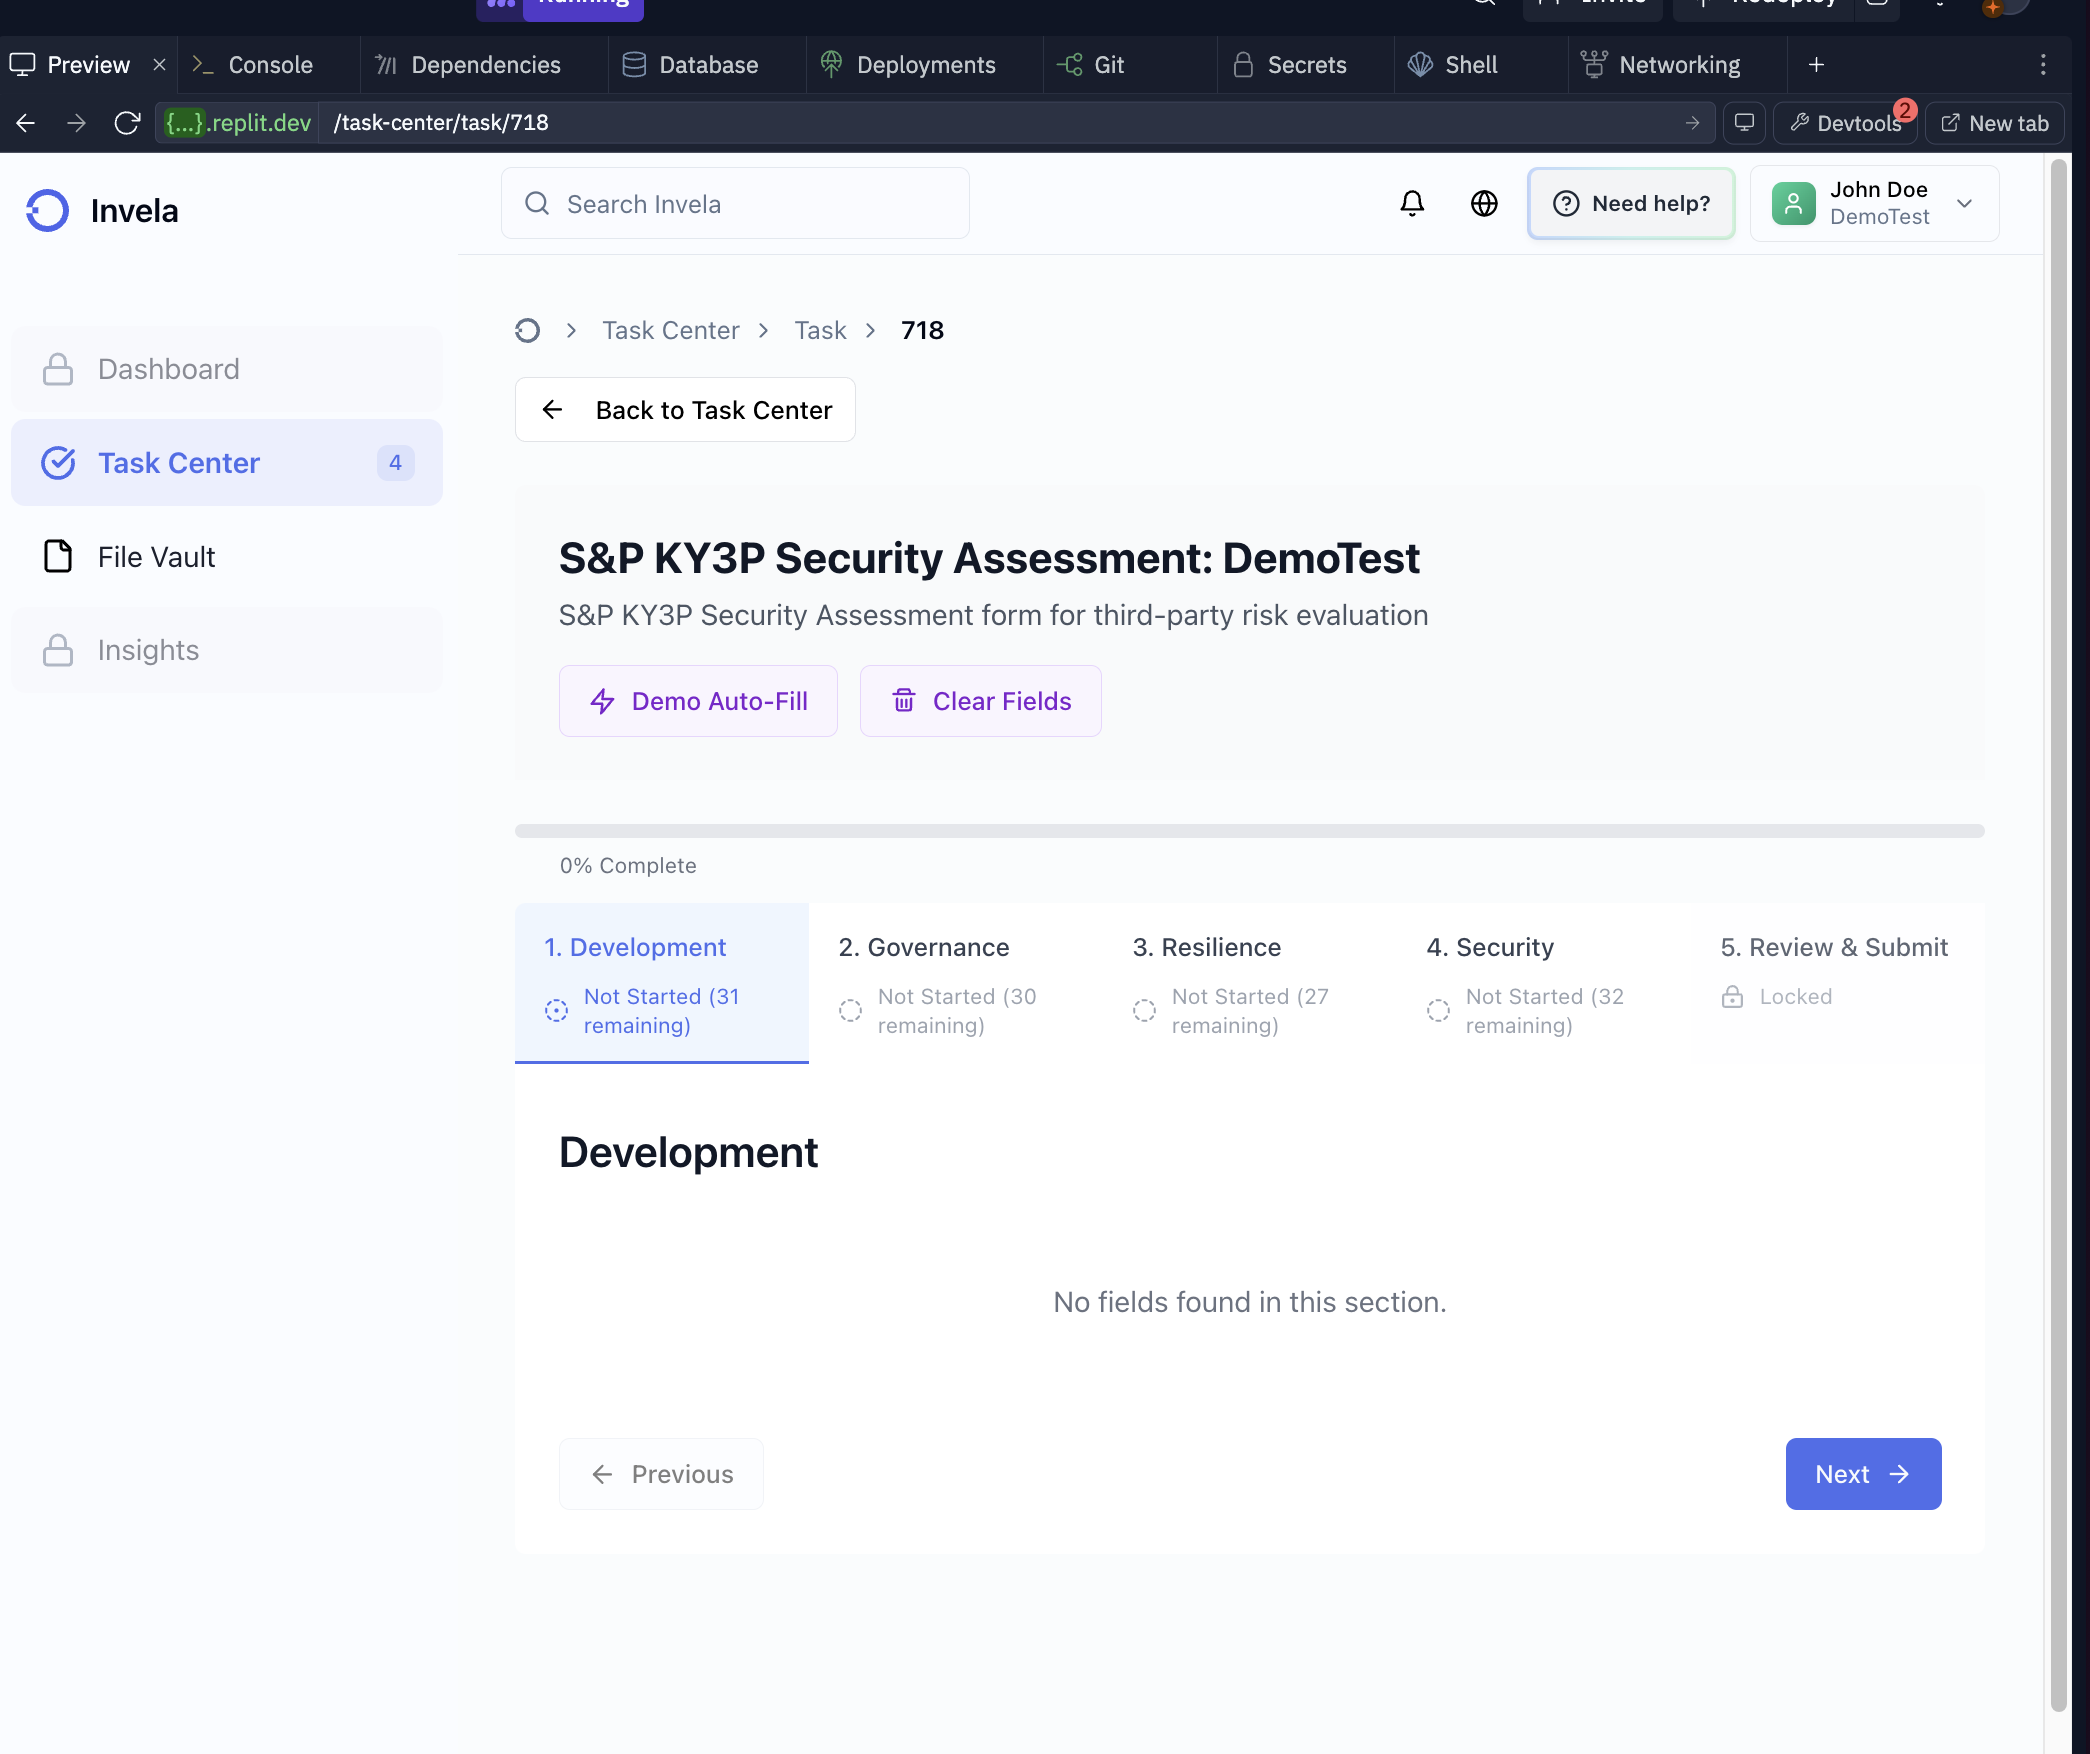 Running
Invite
Redeploy
Preview
Console
Dependencies
Database
Deployments
Git
Secrets
Shell
Networking
{...}.replit.dev
/task-center/task/718
Devtools
2
New tab
Invela
Search Invela
Need help?
John Doe
DemoTest
Dashboard
Task Center
4
File Vault
Insights
Task Center
Task
718
Back to Task Center
S&P KY3P Security Assessment: DemoTest
S&P KY3P Security Assessment form for third-party risk evaluation
Demo Auto-Fill
Clear Fields
0% Complete
1. Development
Not Started (31
remaining)
2. Governance
Not Started (30
remaining)
3. Resilience
Not Started (27
remaining)
4. Security
Not Started (32
remaining)
5. Review & Submit
Locked
Development
No fields found in this section.
Previous
Next